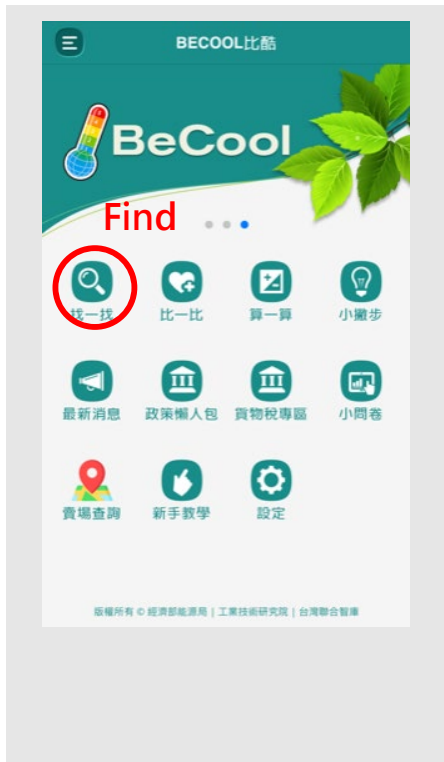 BECOOL比酷
BeCool
Find
找一找 比一比 算一算 小撇步
最新消息 政策懶人包 貨物稅專區 小問卷
賣場查詢 新手教學 設定
版權所有 © 經濟部能源局 | 工業技術研究院 | 台灣聯合智庫